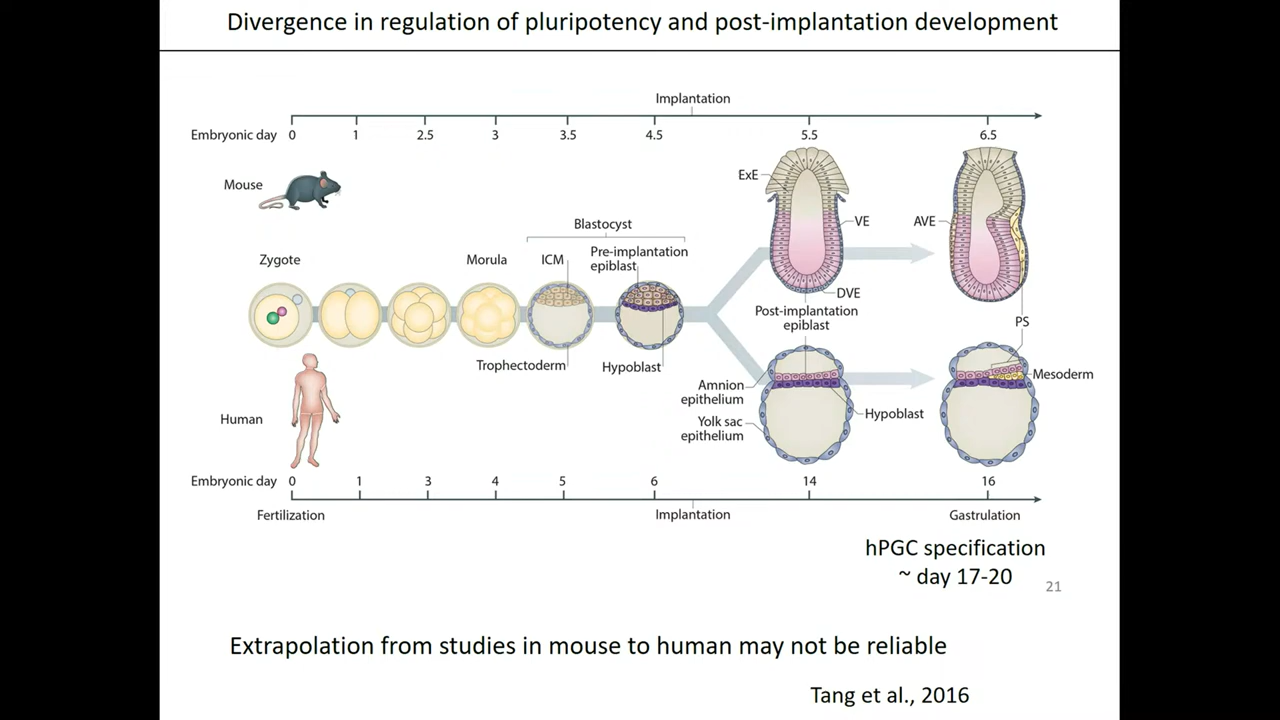 Divergence in regulation of pluripotency and post-implantation development
Implantation
Embryonic day 0 1 2.5 3 3.5 4.5 5.5 6.5
Mouse
ExE
VE
AVE
Blastocyst
Zygote
Morula
ICM
Pre-implantation
epiblast
DVE
Post-implantation
epiblast
PS
Trophectoderm
Hypoblast
Amnion
epithelium
Mesoderm
Human
Yolk sac
epithelium
Hypoblast
Embryonic day 0 1 3 4 5 6 14 16
Fertilization
Implantation
Gastrulation
hPGC specification
~ day 17-20
21
Extrapolation from studies in mouse to human may not be reliable
Tang et al., 2016